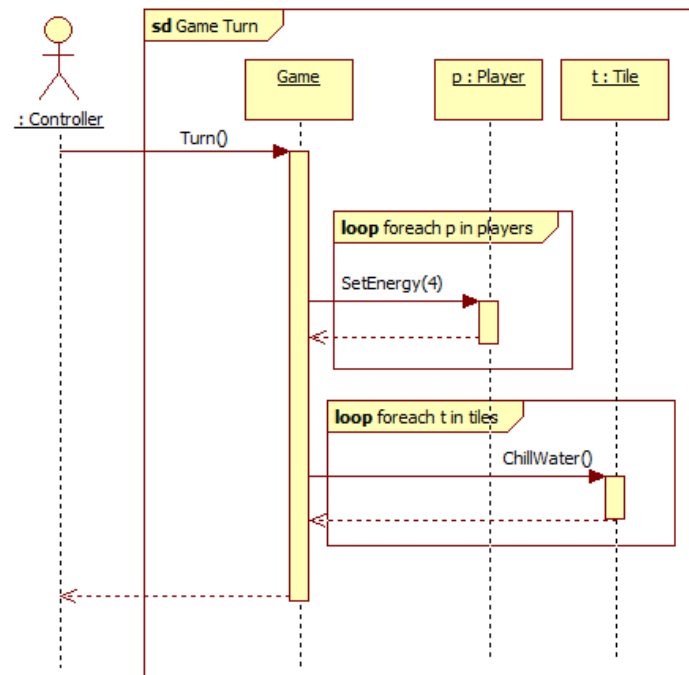 sd Game Turn
Game
p : Player
t : Tile
: Controller
Turn()
loop foreach p in players
SetEnergy(4)
loop foreach t in tiles
ChillWater()